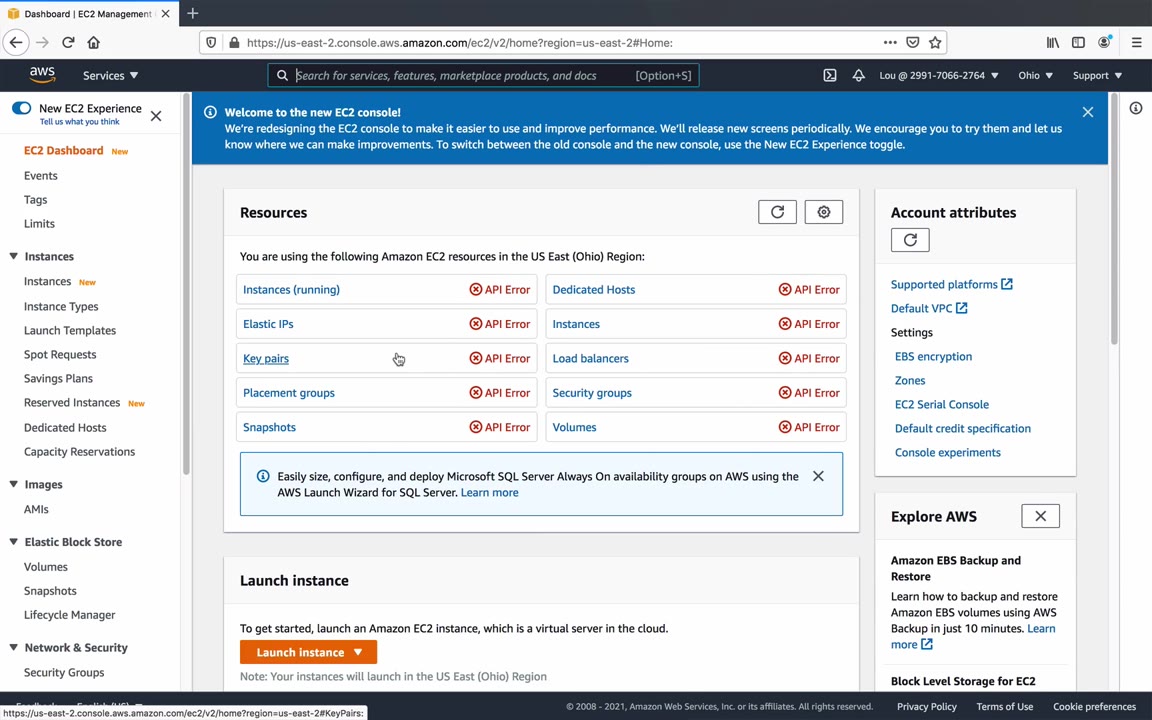 Dashboard | EC2 Management
https://us-east-2.console.aws.amazon.com/ec2/v2/home?region=us-east-2#Home:
aws
Services
Search for services, features, marketplace products, and docs
[Option+S]
Lou @ 2991-7066-2764
Ohio
Support
New EC2 Experience
Tell us what you think
EC2 Dashboard New
Events
Tags
Limits
Instances
Instances New
Instance Types
Launch Templates
Spot Requests
Savings Plans
Reserved Instances New
Dedicated Hosts
Capacity Reservations
Images
AMIs
Elastic Block Store
Volumes
Snapshots
Lifecycle Manager
Network & Security
Security Groups
Welcome to the new EC2 console!
We're redesigning the EC2 console to make it easier to use and improve performance. We'll release new screens periodically. We encourage you to try them and let us
know where we can make improvements. To switch between the old console and the new console, use the New EC2 Experience toggle.
Resources
You are using the following Amazon EC2 resources in the US East (Ohio) Region:
Instances (running) API Error
Dedicated Hosts API Error
Elastic IPs API Error
Instances API Error
Key pairs API Error
Load balancers API Error
Placement groups API Error
Security groups API Error
Snapshots API Error
Volumes API Error
Easily size, configure, and deploy Microsoft SQL Server Always On availability groups on AWS using the
AWS Launch Wizard for SQL Server. Learn more
Launch instance
To get started, launch an Amazon EC2 instance, which is a virtual server in the cloud.
Launch instance
Note: Your instances will launch in the US East (Ohio) Region
Account attributes
Supported platforms
Default VPC
Settings
EBS encryption
Zones
EC2 Serial Console
Default credit specification
Console experiments
Explore AWS
Amazon EBS Backup and
Restore
Learn how to backup and restore
Amazon EBS volumes using AWS
Backup in just 10 minutes. Learn
more
Block Level Storage for EC2
https://us-east-2.console.aws.amazon.com/ec2/v2/home?region=us-east-2#KeyPairs:
© 2008 - 2021, Amazon Web Services, Inc. or its affiliates. All rights reserved.
Privacy Policy
Terms of Use
Cookie preferences